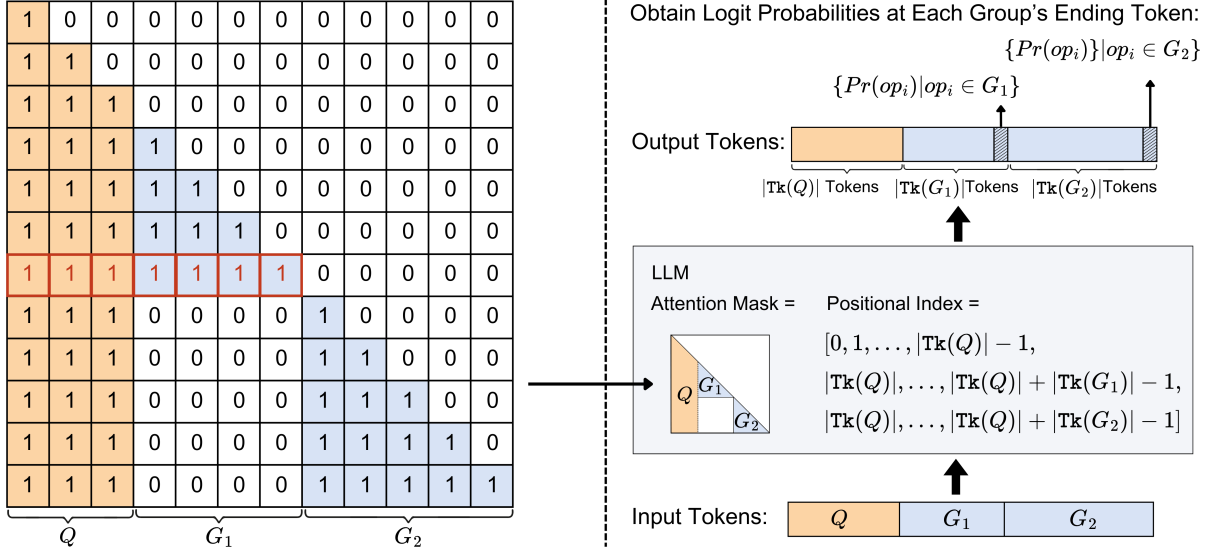 1 0 0 0 0 0 0 0 0 0 0 0
1 1 0 0 0 0 0 0 0 0 0 0
1 1 1 0 0 0 0 0 0 0 0 0
1 1 1 1 0 0 0 0 0 0 0 0
1 1 1 1 1 0 0 0 0 0 0 0
1 1 1 1 1 1 0 0 0 0 0 0
1 1 1 1 1 1 1 0 0 0 0 0
1 1 1 0 0 0 0 1 0 0 0 0
1 1 1 0 0 0 0 1 1 0 0 0
1 1 1 0 0 0 0 1 1 1 0 0
1 1 1 0 0 0 0 1 1 1 1 0
1 1 1 0 0 0 0 1 1 1 1 1
Q G₁ G₂
Obtain Logit Probabilities at Each Group's Ending Token:
{Pr(opᵢ)}|opᵢ ∈ G₂}
{Pr(opᵢ)|opᵢ ∈ G₁}
Output Tokens:
|Tk(Q)| Tokens |Tk(G₁)|Tokens |Tk(G₂)|Tokens
LLM
Attention Mask = Positional Index =
[0, 1, . . . , |Tk(Q)| − 1,
|Tk(Q)|, . . . , |Tk(Q)| + |Tk(G₁)| − 1,
|Tk(Q)|, . . . , |Tk(Q)| + |Tk(G₂)| − 1]
Q G₁ G₂
Input Tokens: Q G₁ G₂